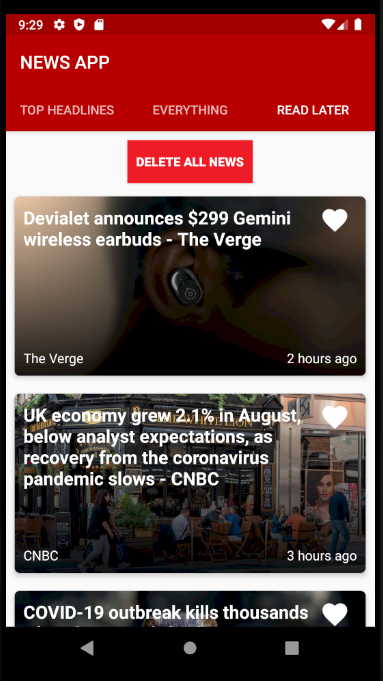 9:29
NEWS APP
TOP HEADLINES EVERYTHING READ LATER
DELETE ALL NEWS
Devialet announces $299 Gemini
wireless earbuds - The Verge
The Verge 2 hours ago
UK economy grew 2.1% in August,
below analyst expectations, as
recovery from the coronavirus
pandemic slows - CNBC
CNBC 3 hours ago
COVID-19 outbreak kills thousands